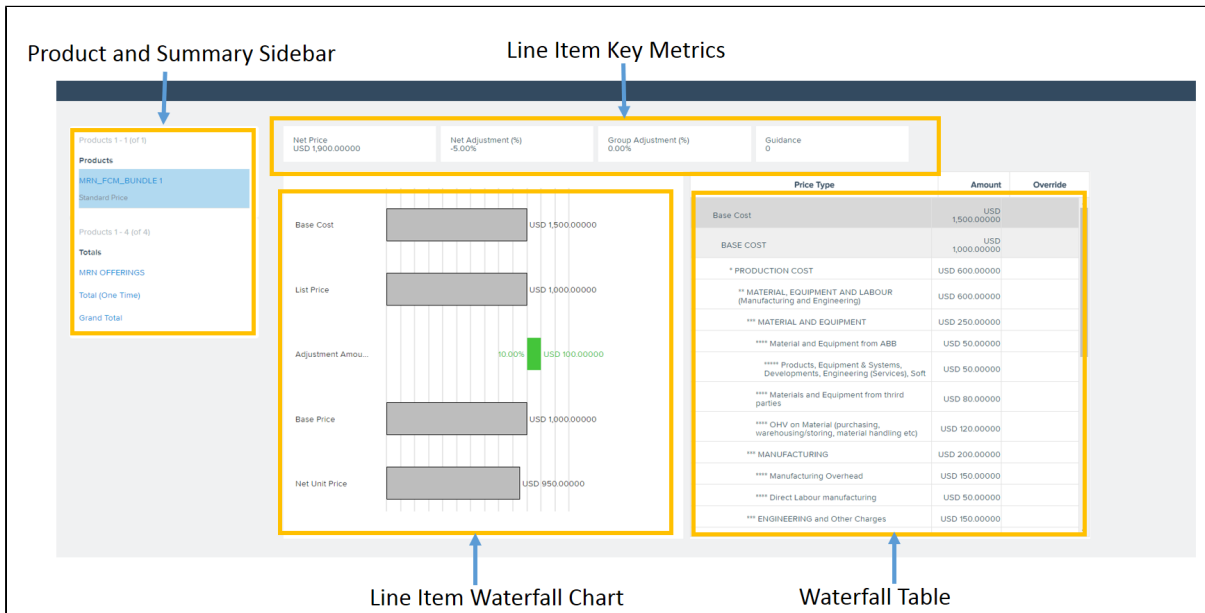 Product and Summary Sidebar
Line Item Key Metrics
Products 1 - 1 (of 1)
Products
MRN_FCM_BUNDLE 1
Standard Price
Products 1 - 4 (of 4)
Totals
MRN OFFERINGS
Total (One Time)
Grand Total
Net Price
USD 1,900.00000
Net Adjustment (%)
-5.00%
Group Adjustment (%)
0.00%
Guidance
0
Base Cost
USD 1,500.00000
List Price
USD 1,000.00000
Adjustment Amou...
10.00%
USD 100.00000
Base Price
USD 1,000.00000
Net Unit Price
USD 950.00000
Price Type Amount Override
Base Cost
USD
1,500.00000
BASE COST
USD
1,000.00000
* PRODUCTION COST USD 600.00000
** MATERIAL, EQUIPMENT AND LABOUR
(Manufacturing and Engineering)
USD 600.00000
*** MATERIAL AND EQUIPMENT USD 250.00000
**** Material and Equipment from ABB USD 50.00000
***** Products, Equipment & Systems,
Developments, Engineering (Services), Soft
USD 50.00000
**** Materials and Equipment from thrird
parties
USD 80.00000
**** OHV on Material (purchasing,
warehousing/storing, material handling etc)
USD 120.00000
*** MANUFACTURING USD 200.00000
**** Manufacturing Overhead USD 150.00000
**** Direct Labour manufacturing USD 50.00000
*** ENGINEERING and Other Charges USD 150.00000
Line Item Waterfall Chart
Waterfall Table